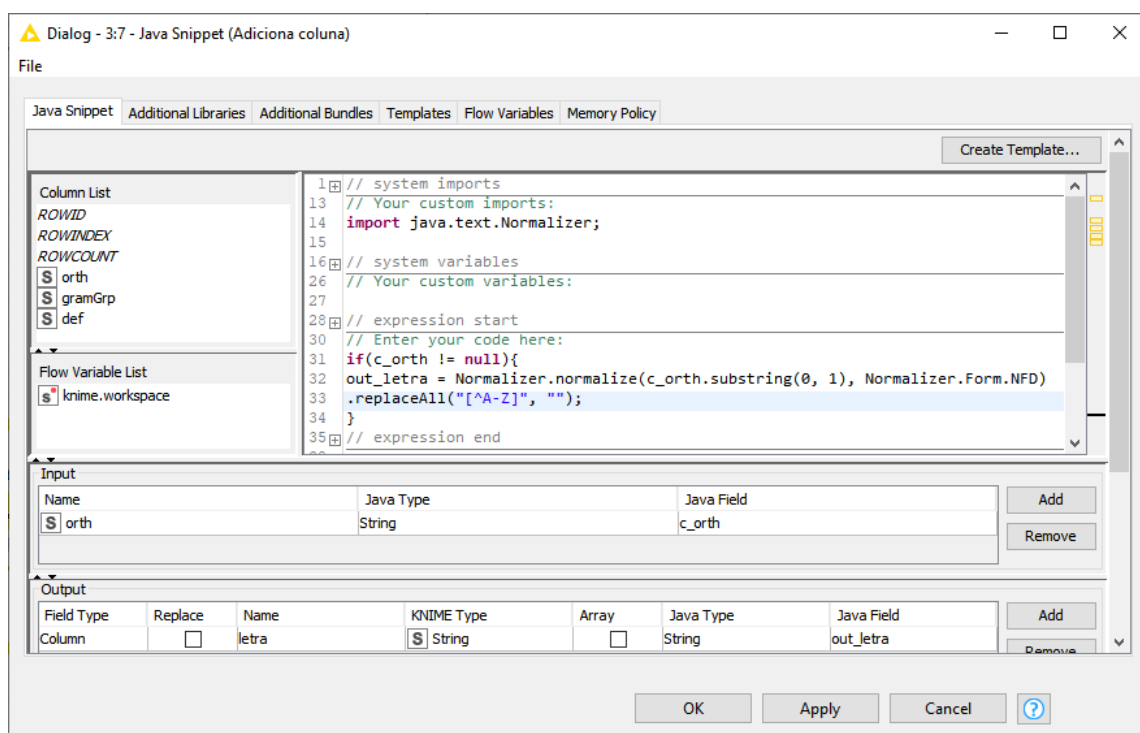 Dialog - 3:7 - Java Snippet (Adiciona coluna)
File
Java Snippet Additional Libraries Additional Bundles Templates Flow Variables Memory Policy
Create Template...
Column List
ROWID
ROWINDEX
ROWCOUNT
S orth
S gramGrp
S def
Flow Variable List
s knime.workspace
1 // system imports
13 // Your custom imports:
14 import java.text.Normalizer;
15
16 // system variables
26 // Your custom variables:
27
28 // expression start
30 // Enter your code here:
31 if(c_orth != null){
32 out_letra = Normalizer.normalize(c_orth.substring(0, 1), Normalizer.Form.NFD)
33 .replaceAll("[^A-Z]", "");
34 }
35 // expression end
Input
Name Java Type Java Field
S orth String c_orth
Add
Remove
Output
Field Type Replace Name KNIME Type Array Java Type Java Field
Column letra S String String out_letra
Add
Remove
OK Apply Cancel ?